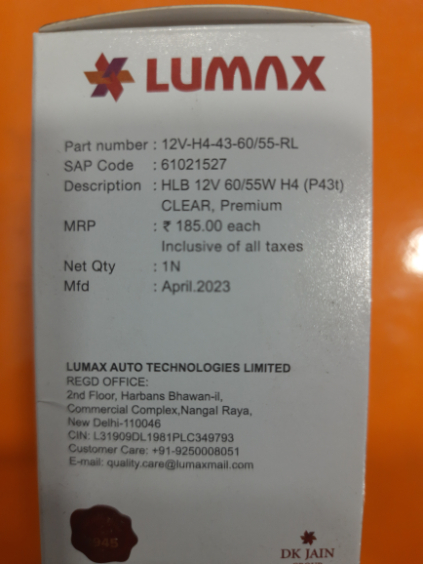 LUMAX
Part number : 12V-H4-43-60/55-RL
SAP Code : 61021527
Description : HLB 12V 60/55W H4 (P43t)
CLEAR, Premium
MRP : ₹ 185.00 each
Inclusive of all taxes
Net Qty : 1N
Mfd : April.2023
LUMAX AUTO TECHNOLOGIES LIMITED
REGD OFFICE:
2nd Floor, Harbans Bhawan-il,
Commercial Complex,Nangal Raya,
New Delhi-110046
CIN: L31909DL1981PLC349793
Customer Care: +91-9250008051
E-mail: quality.care@lumaxmail.com
DK JAIN